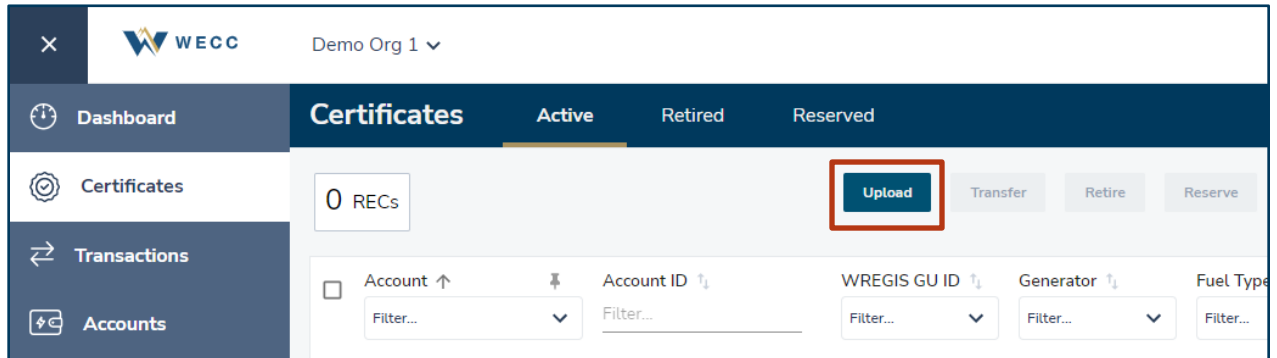 WECC
Demo Org 1
Dashboard
Certificates
Transactions
Accounts
Certificates
Active
Retired
Reserved
0 RECs
Upload
Transfer
Retire
Reserve
Account
Account ID
WREGIS GU ID
Generator
Fuel Type
Filter...
Filter...
Filter...
Filter...
Filter...